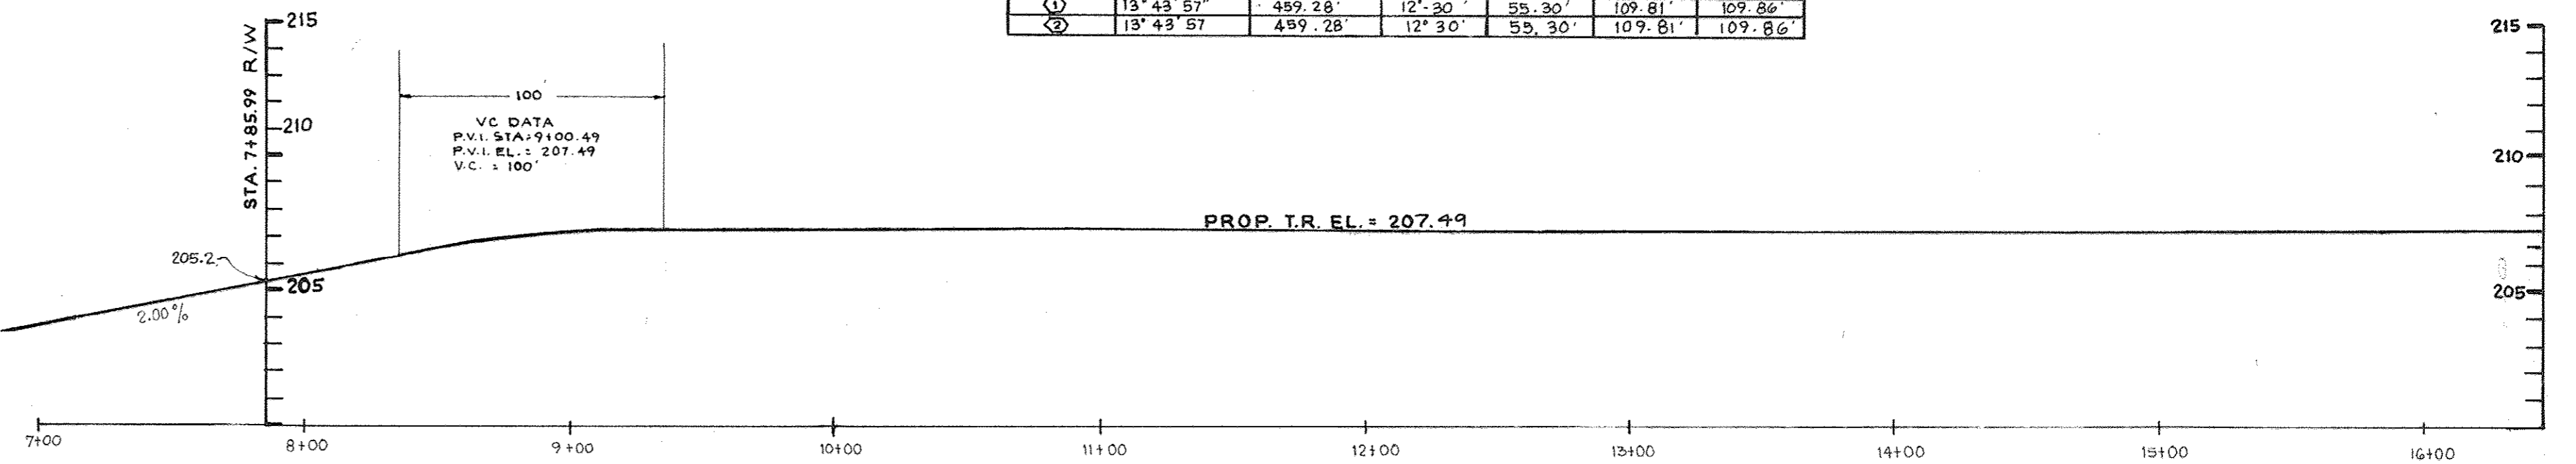 ① 13° 43' 57" 459.28' 12°-30' 55.30' 109.81' 109.86'
② 13° 43' 57 459.28' 12° 30' 55.30' 109.81' 109.86'
215
215
STA. 7+85.99 R/W
100'
VC DATA
P.V.I. STA=9+00.49
P.V.I. EL.= 207.49
V.C. = 100'
210
210
PROP. T.R. EL.= 207.49
205.2
205
205
2.00%
7+00 8+00 9+00 10+00 11+00 12+00 13+00 14+00 15+00 16+00